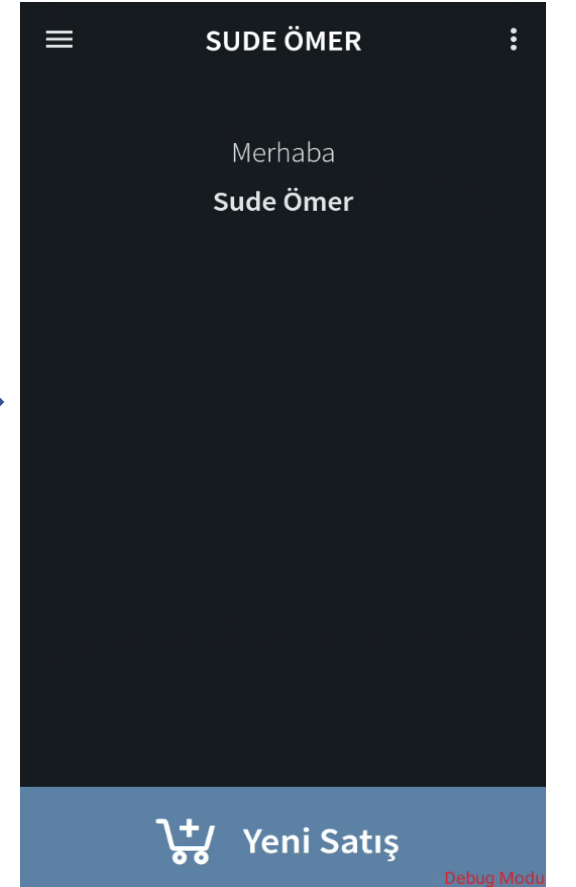 SUDE ÖMER
Merhaba
Sude Ömer
Yeni Satış
Debug Modu